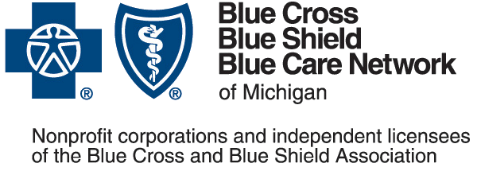 Blue Cross
Blue Shield
Blue Care Network
of Michigan
® ®
Nonprofit corporations and independent licensees
of the Blue Cross and Blue Shield Association